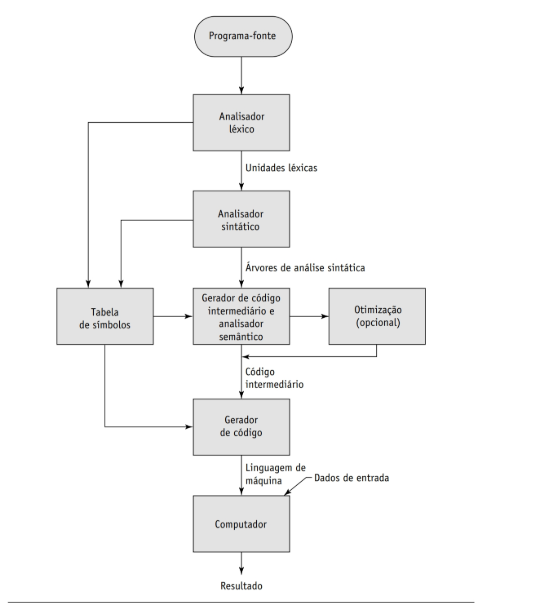 Programa-fonte
Analisador
léxico
Unidades léxicas
Analisador
sintático
Árvores de análise sintática
Tabela
de símbolos
Gerador de código
intermediário e
analisador
semântico
Otimização
(opcional)
Código
intermediário
Gerador
de código
Linguagem de
máquina
Dados de entrada
Computador
Resultado